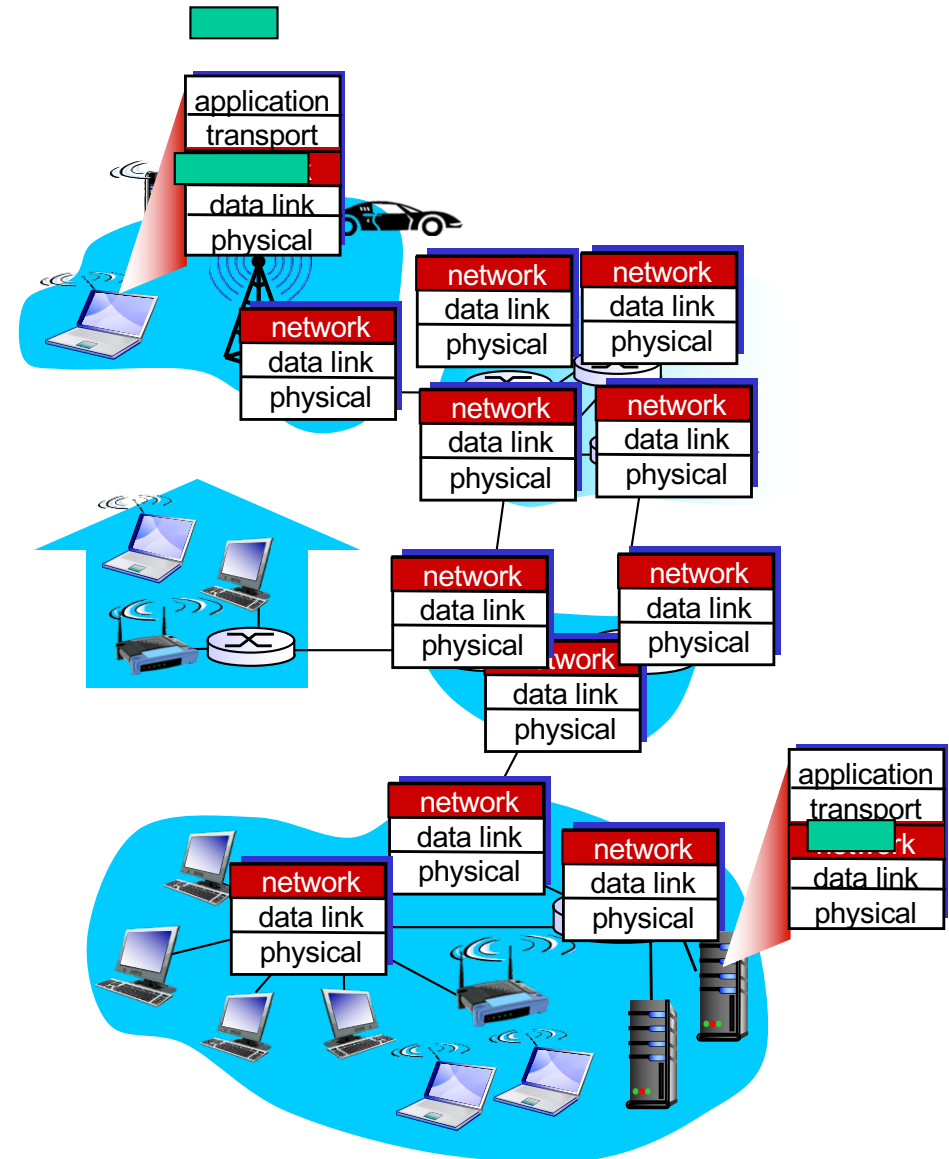 application
transport
data link
physical
network
data link
physical
network
data link
physical
network
data link
physical
network
data link
physical
network
data link
physical
network
data link
physical
network
data link
physical
data link
physical
application
transport
data link
physical
network
data link
physical
network
data link
physical
network
data link
physical